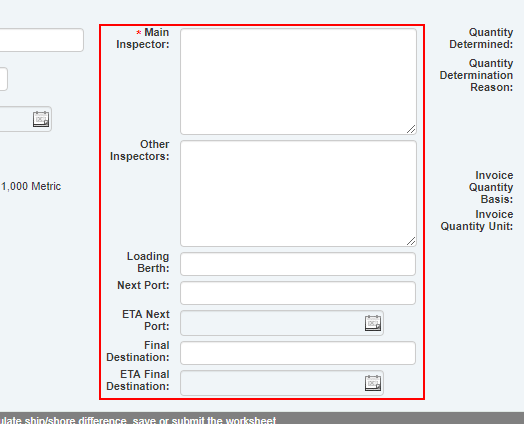 * Main
Inspector:
Other
Inspectors:
Loading
Berth:
Next Port:
ETA Next
Port:
Final
Destination:
ETA Final
Destination:
1,000 Metric
Quantity
Determined:
Quantity
Determination
Reason:
Invoice
Quantity
Basis:
Invoice
Quantity Unit:
ulate ship/shore difference, save or submit the worksheet